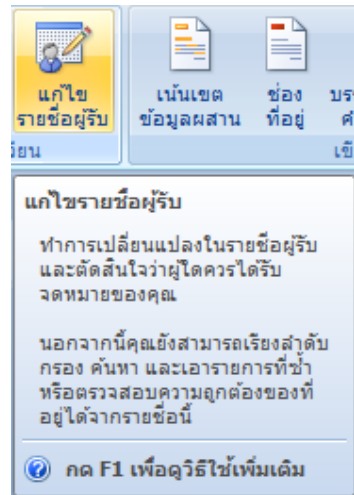 แก้ไข
รายชื่อผู้รับ
เน้นเขต
ข้อมูลผสาน
ช่อง
ที่อยู่
แก้ไขรายชื่อผู้รับ
ทำการเปลี่ยนแปลงในรายชื่อผู้รับ
และตัดสินใจว่าผู้ใดควรได้รับ
จดหมายของคุณ
นอกจากนี้คุณยังสามารถเรียงลำดับ
กรอง ค้นหา และเอารายการที่ซ้ำ
หรือตรวจสอบความถูกต้องของที่
อยู่ได้จากรายชื่อนี้
กด F1 เพื่อดูวิธีใช้เพิ่มเติม